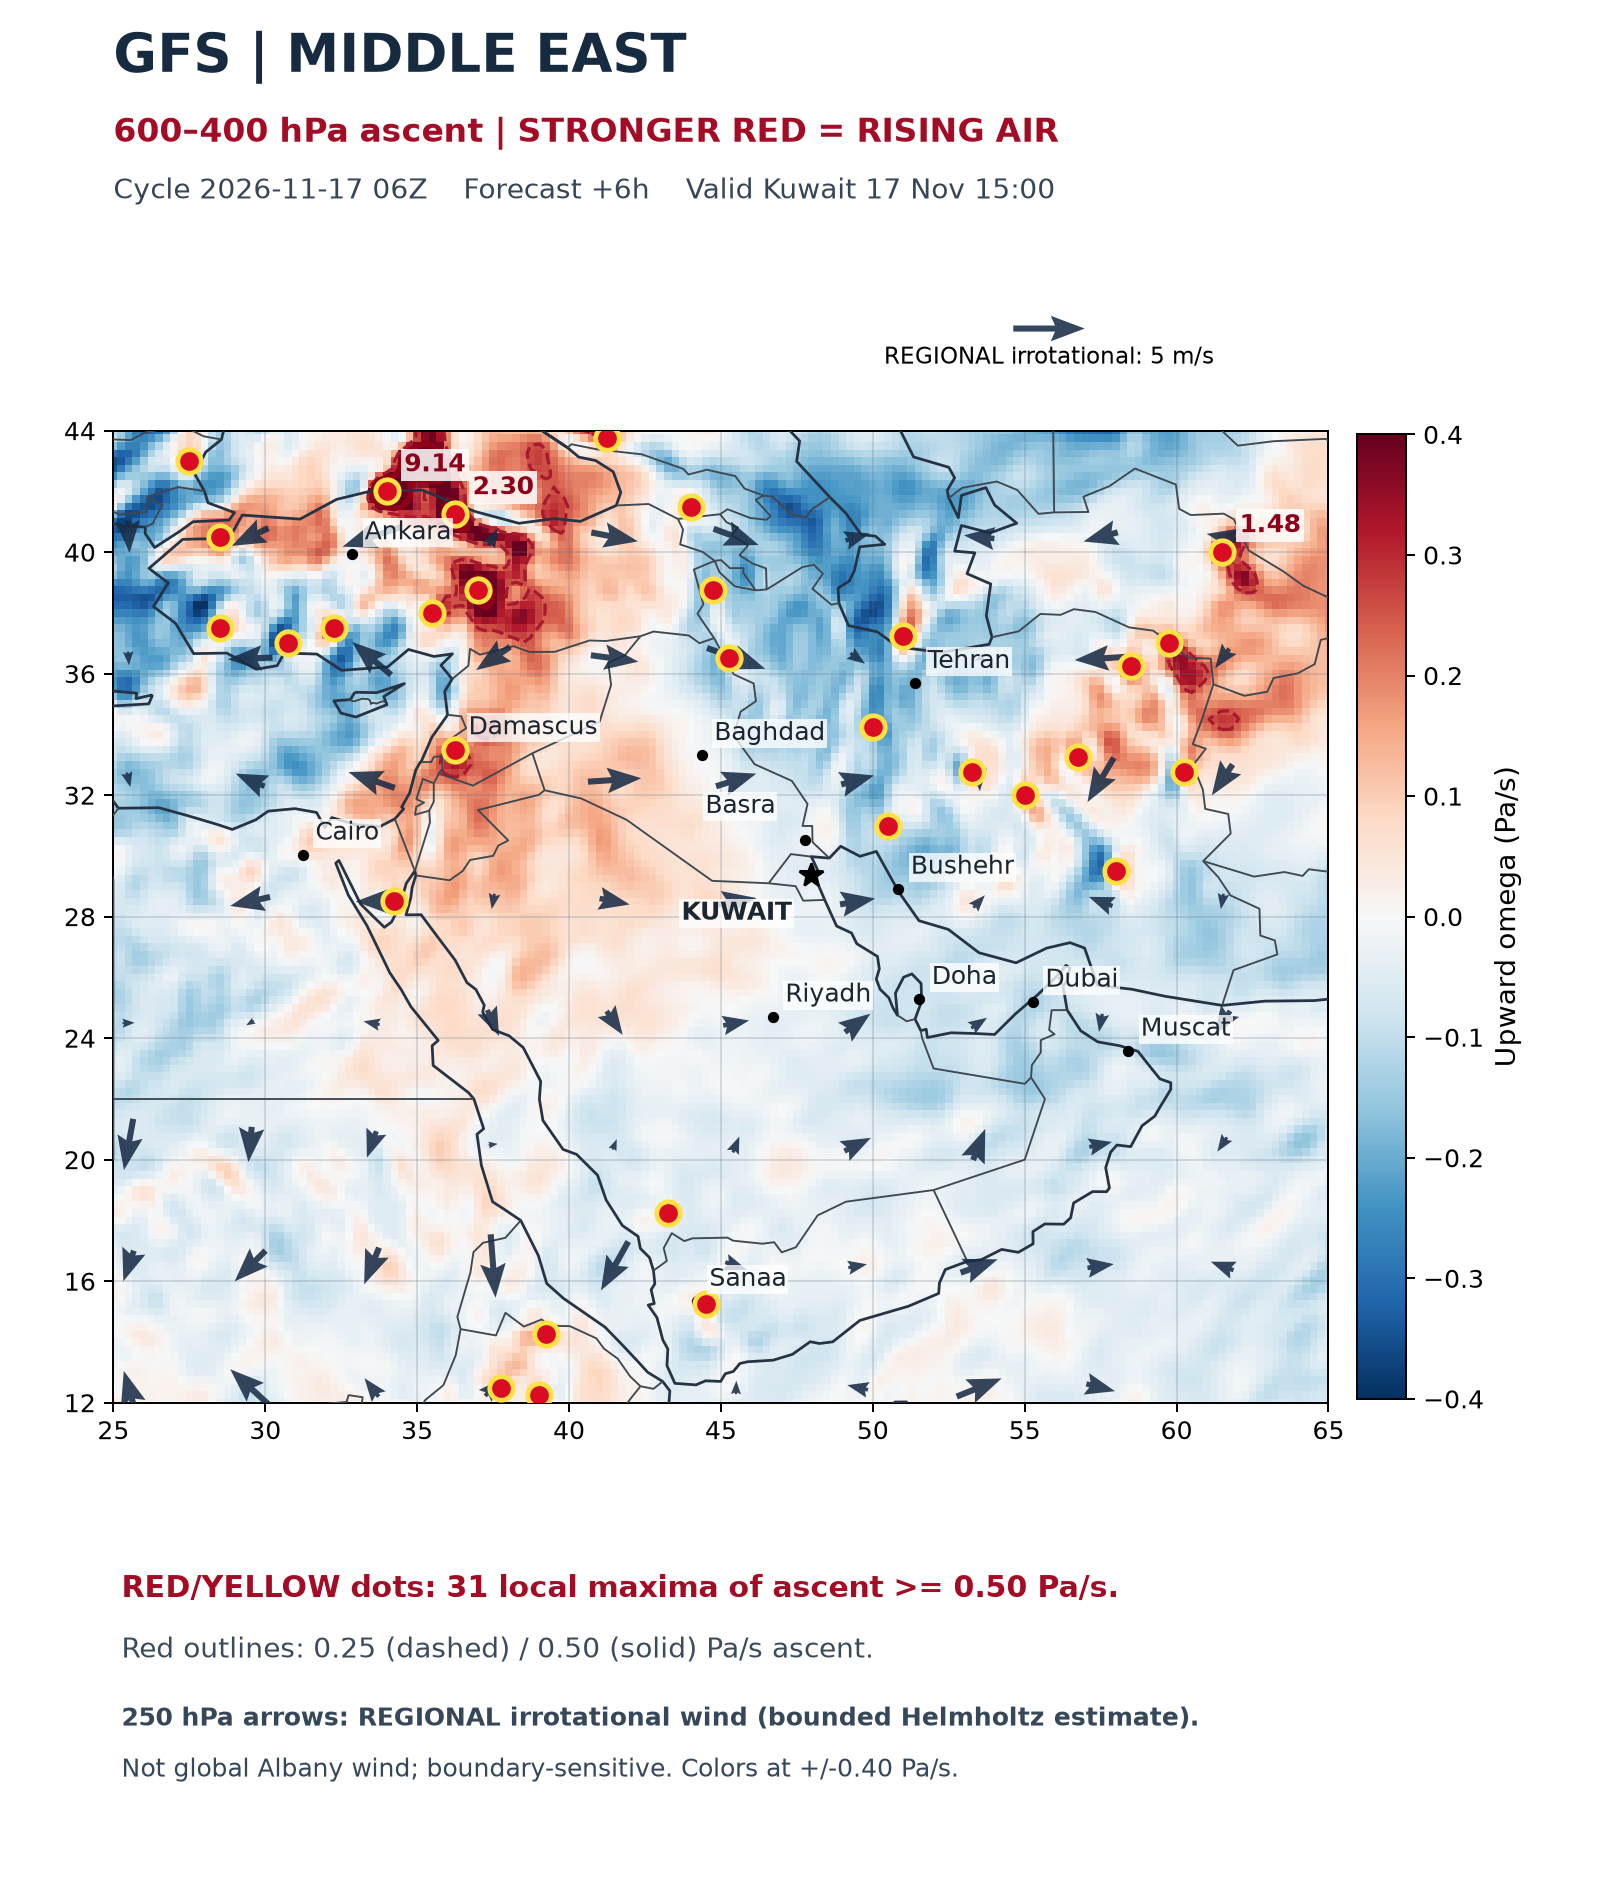 GFS | MIDDLE EAST
600–400 hPa ascent | STRONGER RED = RISING AIR
Cycle 2026-11-17 06Z    Forecast +6h    Valid Kuwait 17 Nov 15:00
REGIONAL irrotational: 5 m/s
44
40
36
32
28
24
20
16
12
25
30
35
40
45
50
55
60
65
9.14
2.30
1.48
Ankara
Tehran
Damascus
Baghdad
Basra
Cairo
Bushehr
KUWAIT
Doha
Dubai
Riyadh
Muscat
Sanaa
0.4
0.3
0.2
0.1
0.0
−0.1
−0.2
−0.3
−0.4
Upward omega (Pa/s)
RED/YELLOW dots: 31 local maxima of ascent >= 0.50 Pa/s.
Red outlines: 0.25 (dashed) / 0.50 (solid) Pa/s ascent.
250 hPa arrows: REGIONAL irrotational wind (bounded Helmholtz estimate).
Not global Albany wind; boundary-sensitive. Colors at +/-0.40 Pa/s.